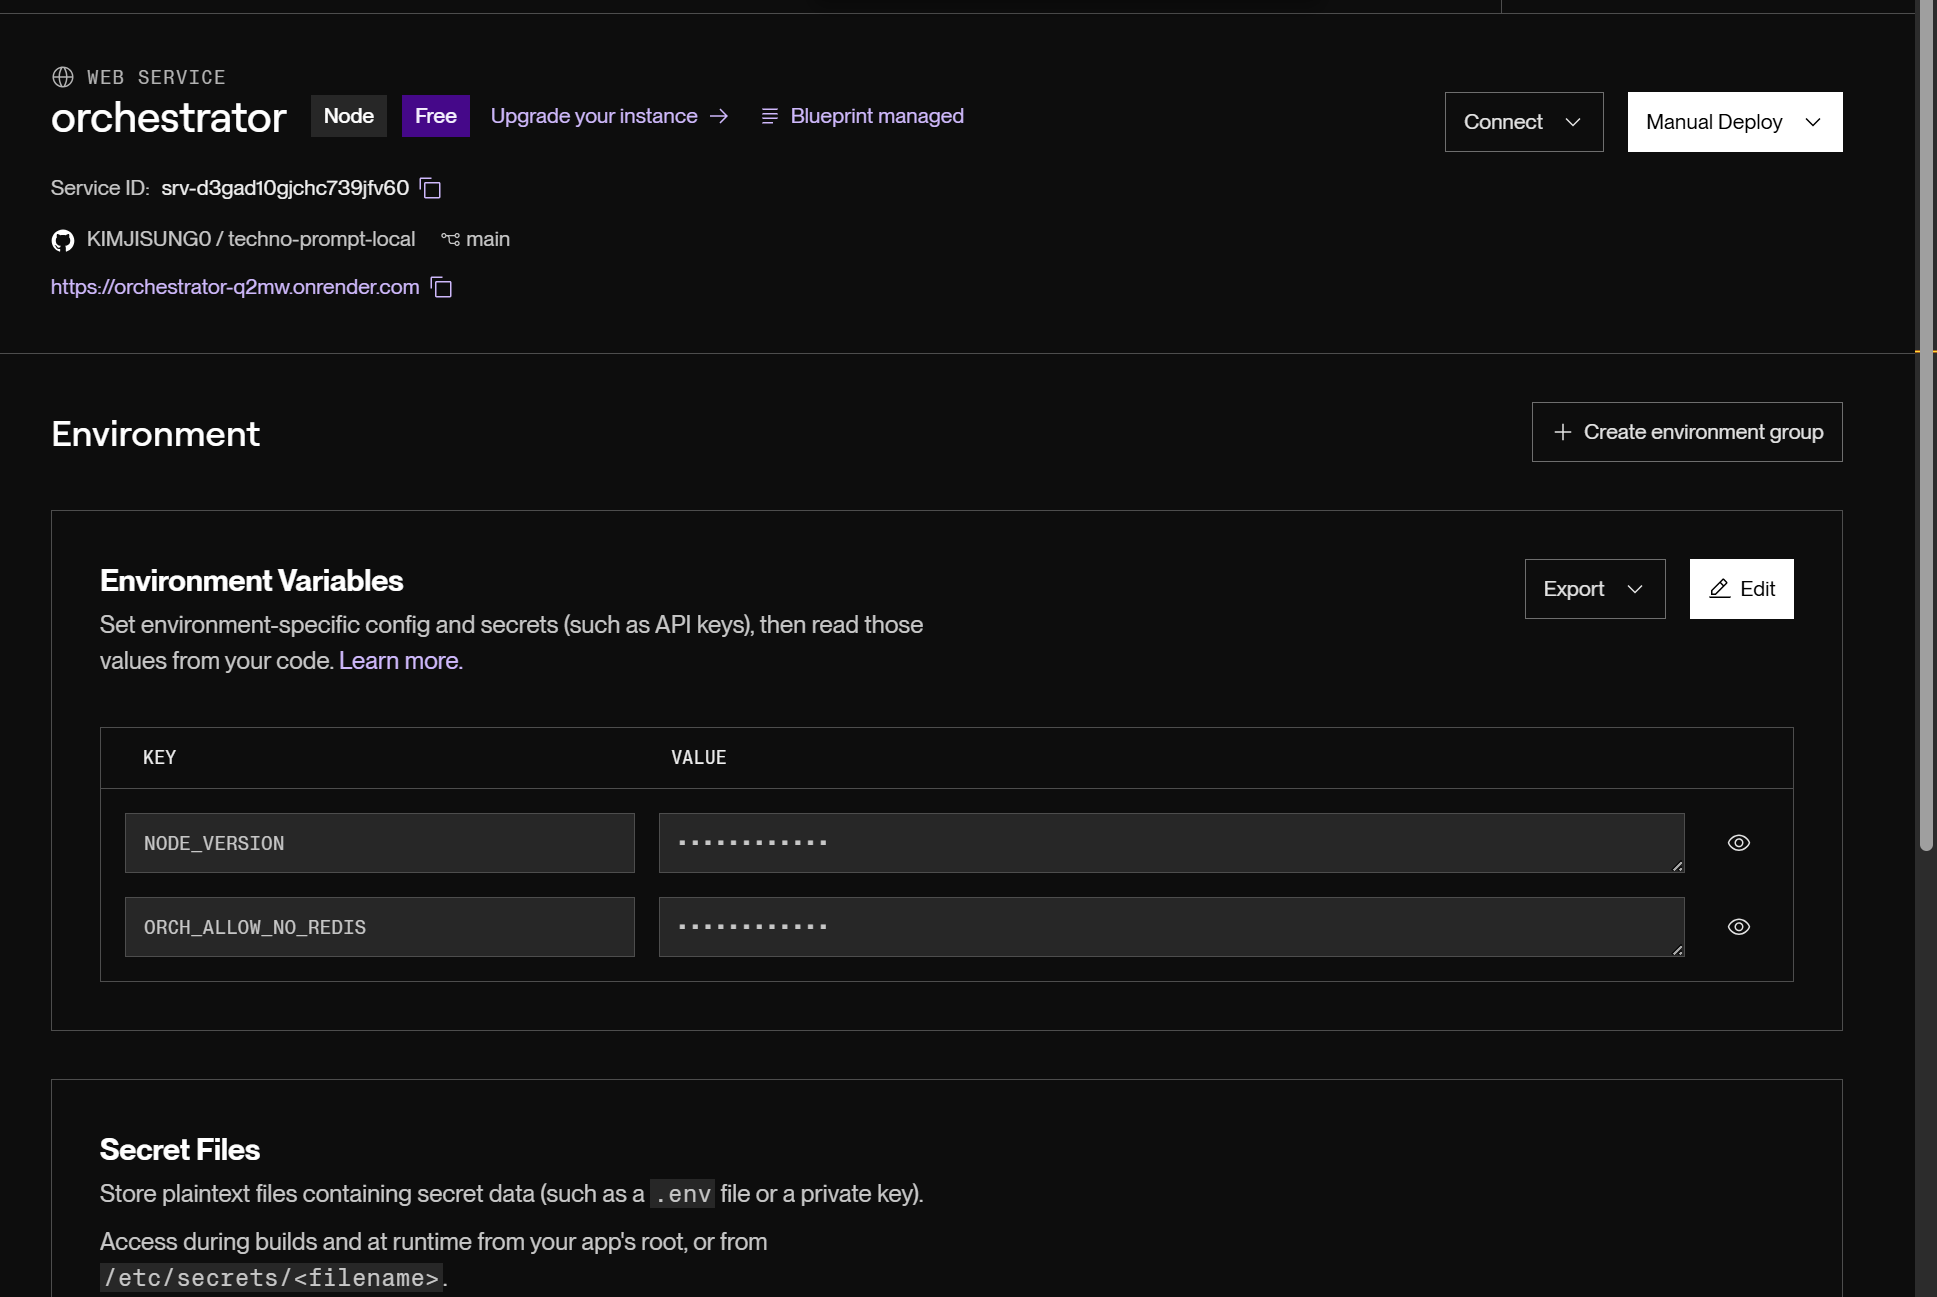 WEB SERVICE
orchestrator Node Free Upgrade your instance → Blueprint managed
Connect Manual Deploy
Service ID: srv-d3gad10gjchc739jfv60
KIMJISUNG0 / techno-prompt-local main
https://orchestrator-q2mw.onrender.com
Environment
+ Create environment group
Environment Variables
Export Edit
Set environment-specific config and secrets (such as API keys), then read those
values from your code. Learn more.
KEY VALUE
NODE_VERSION ············
ORCH_ALLOW_NO_REDIS ············
Secret Files
Store plaintext files containing secret data (such as a .env file or a private key).
Access during builds and at runtime from your app's root, or from
/etc/secrets/<filename>.